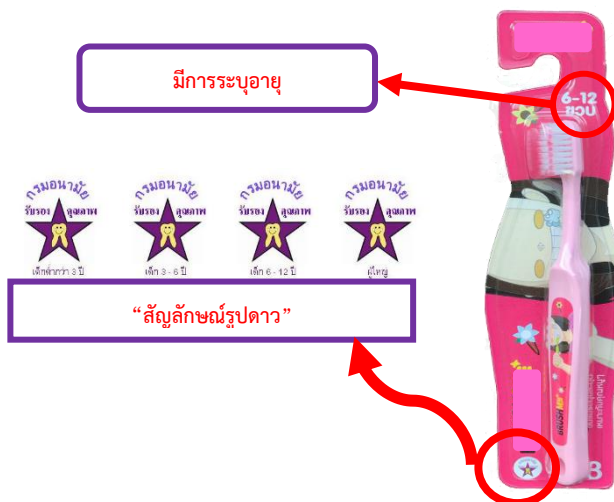 มีการระบุอายุ
6-12
ขวบ
กรมอนามัย
รับรอง คุณภาพ
เด็กต่ำกว่า 3 ปี
กรมอนามัย
รับรอง คุณภาพ
เด็ก 3 - 6 ปี
กรมอนามัย
รับรอง คุณภาพ
เด็ก 6 - 12 ปี
กรมอนามัย
รับรอง คุณภาพ
ผู้ใหญ่
“สัญลักษณ์รูปดาว”
3